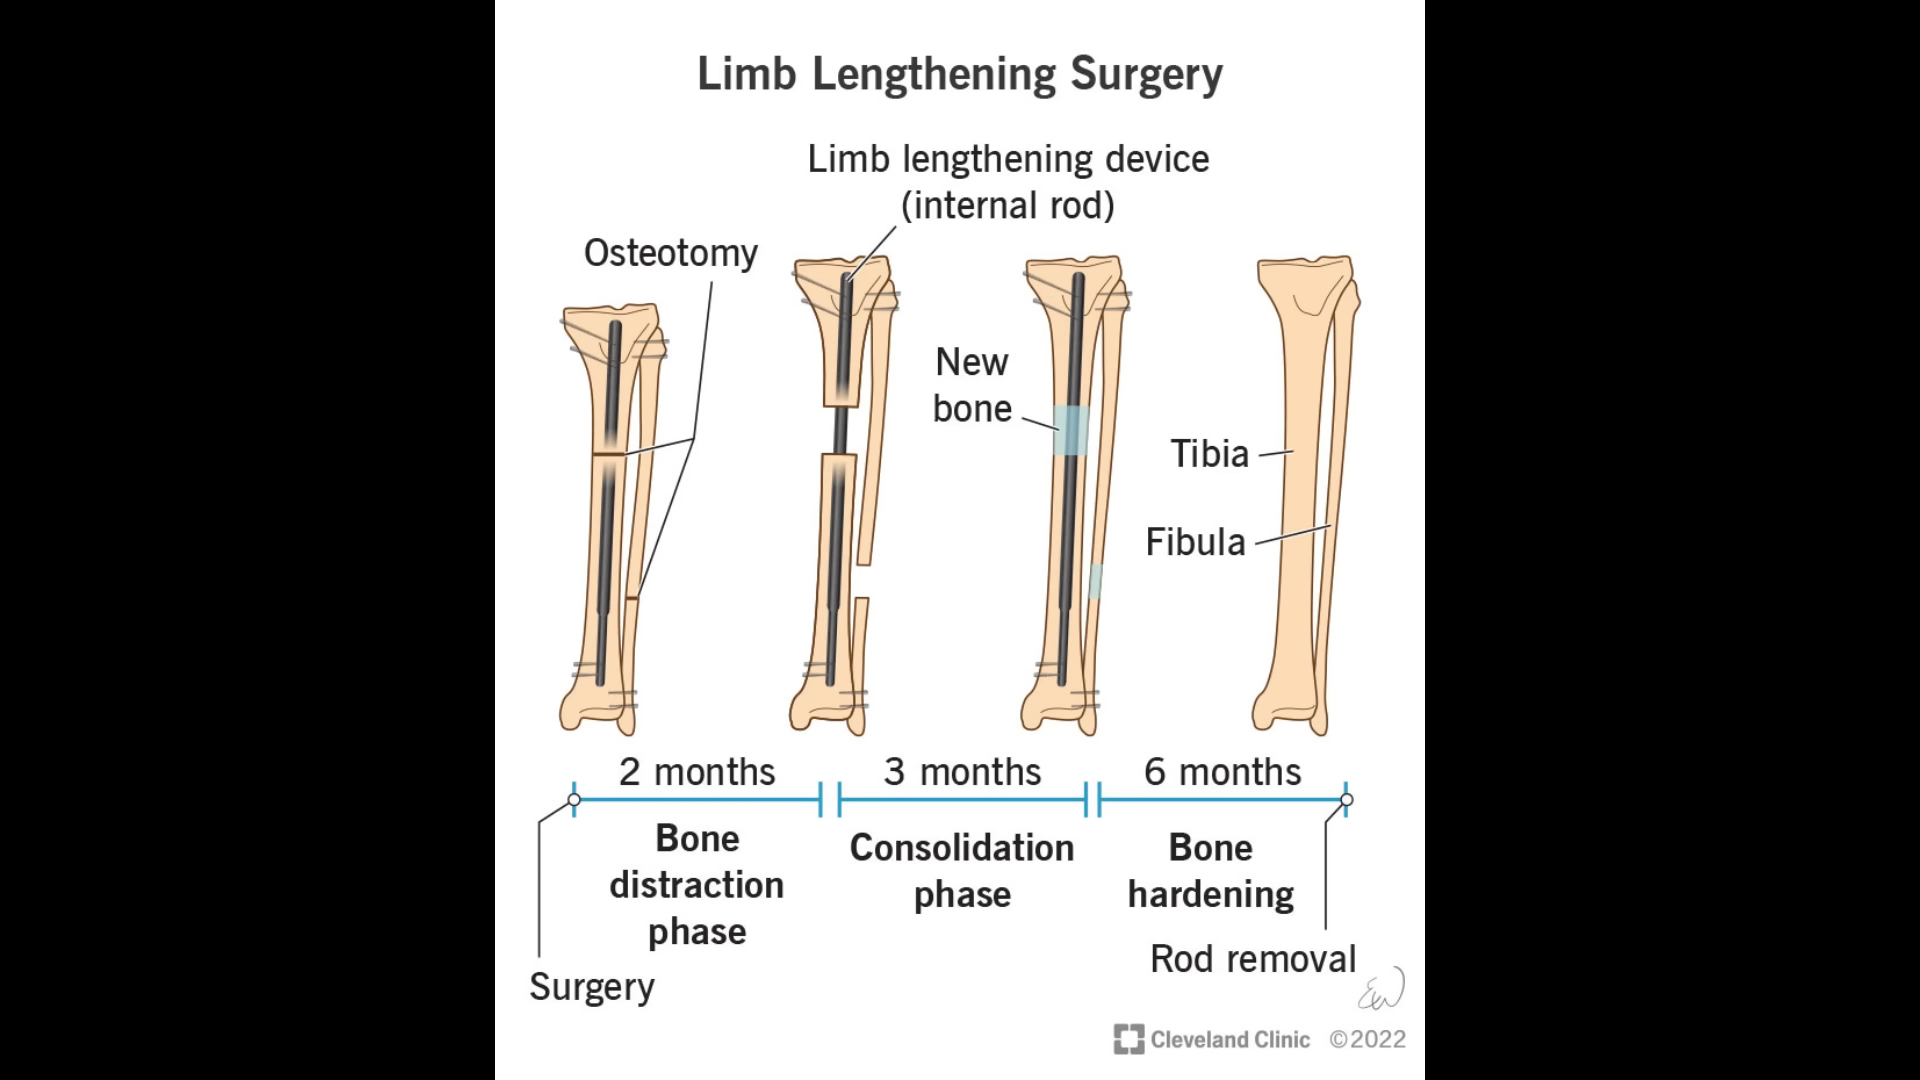 Limb Lengthening Surgery
Limb lengthening device
(internal rod)
Osteotomy
New
bone
Tibia
Fibula
2 months
3 months
6 months
Bone
distraction
phase
Consolidation
phase
Bone
hardening
Surgery
Rod removal
Cleveland Clinic ©2022